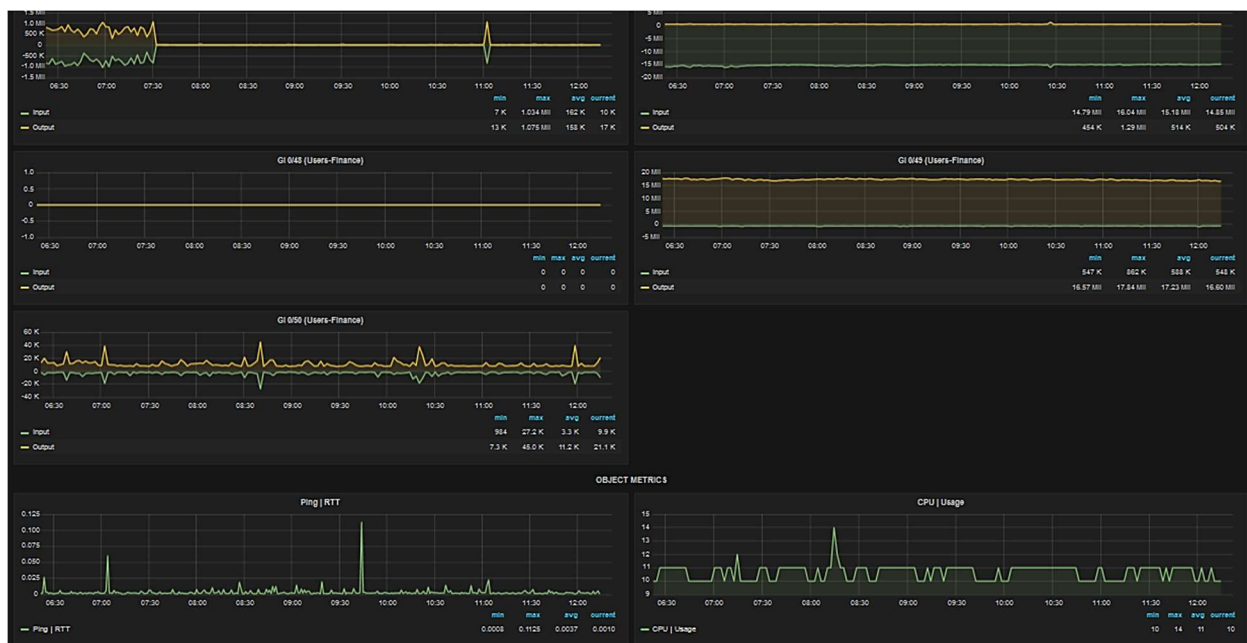 1.5 Mil
1.0 Mil
500 K
0
-500 K
-1.0 Mil
-1.5 Mil
06:30 07:00 07:30 08:00 08:30 09:00 09:30 10:00 10:30 11:00 11:30 12:00
min max avg current
Input 7 K 1.034 Mil 162 K 10 K
Output 13 K 1.075 Mil 158 K 17 K
5 Mil
0
-5 Mil
-10 Mil
-15 Mil
-20 Mil
06:30 07:00 07:30 08:00 08:30 09:00 09:30 10:00 10:30 11:00 11:30 12:00
min max avg current
Input 14.79 Mil 16.04 Mil 15.18 Mil 14.85 Mil
Output 454 K 1.29 Mil 514 K 504 K
Gi 0/48 (Users-Finance)
1.0
0.5
0
-0.5
-1.0
06:30 07:00 07:30 08:00 08:30 09:00 09:30 10:00 10:30 11:00 11:30 12:00
min max avg current
Input 0 0 0 0
Output 0 0 0 0
Gi 0/49 (Users-Finance)
20 Mil
15 Mil
10 Mil
5 Mil
0
-5 Mil
06:30 07:00 07:30 08:00 08:30 09:00 09:30 10:00 10:30 11:00 11:30 12:00
min max avg current
Input 547 K 862 K 588 K 548 K
Output 16.57 Mil 17.84 Mil 17.23 Mil 16.60 Mil
Gi 0/50 (Users-Finance)
60 K
40 K
20 K
0
-20 K
-40 K
06:30 07:00 07:30 08:00 08:30 09:00 09:30 10:00 10:30 11:00 11:30 12:00
min max avg current
Input 984 27.2 K 3.3 K 9.9 K
Output 7.3 K 45.0 K 11.2 K 21.1 K
OBJECT METRICS
Ping | RTT
0.125
0.100
0.075
0.050
0.025
0
06:30 07:00 07:30 08:00 08:30 09:00 09:30 10:00 10:30 11:00 11:30 12:00
min max avg current
Ping | RTT 0.0008 0.1125 0.0037 0.0010
CPU | Usage
15
14
13
12
11
10
9
06:30 07:00 07:30 08:00 08:30 09:00 09:30 10:00 10:30 11:00 11:30 12:00
min max avg current
CPU | Usage 10 14 11 10